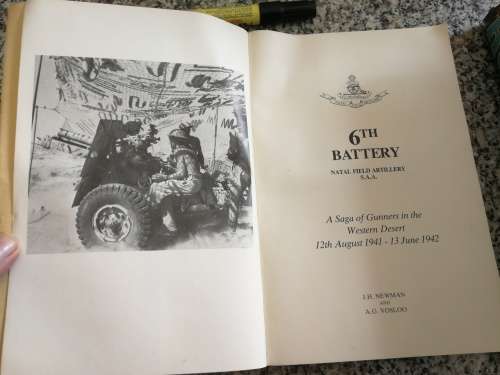 6TH
BATTERY
NATAL FIELD ARTILLERY
S.A.A.
A Saga of Gunners in the
Western Desert
12th August 1941 - 13 June 1942
J.H. NEWMAN
AND
A.G. VOSLOO